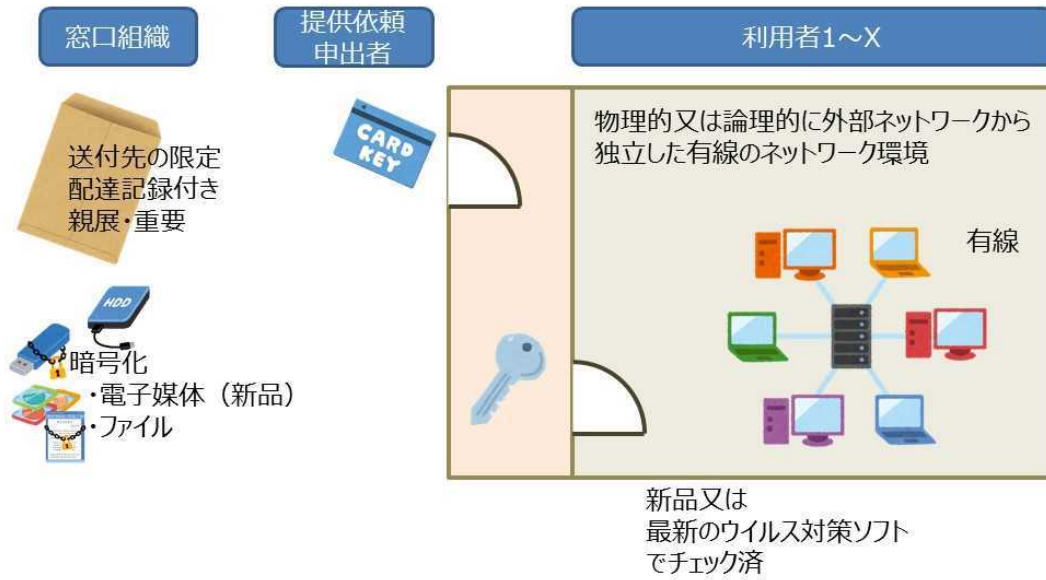 窓口組織
提供依頼
申出者
利用者1～X
送付先の限定
配達記録付き
親展・重要
CARD
KEY
物理的又は論理的に外部ネットワークから
独立した有線のネットワーク環境
有線
HDD
暗号化
・電子媒体（新品）
・ファイル
新品又は
最新のウイルス対策ソフト
でチェック済